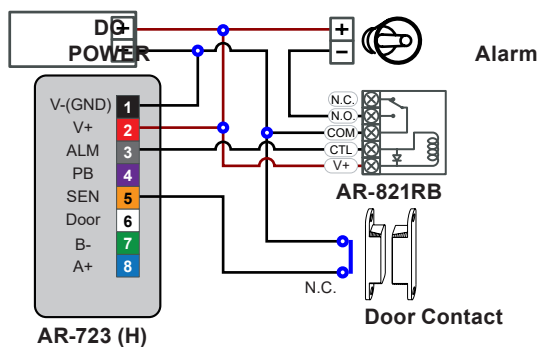 DC
POWER
+
−
+
−
Alarm
V-(GND) 1
V+ 2
ALM 3
PB 4
SEN 5
Door 6
B- 7
A+ 8
AR-723 (H)
N.C.
N.O.
COM
CTL
V+
AR-821RB
N.C.
Door Contact